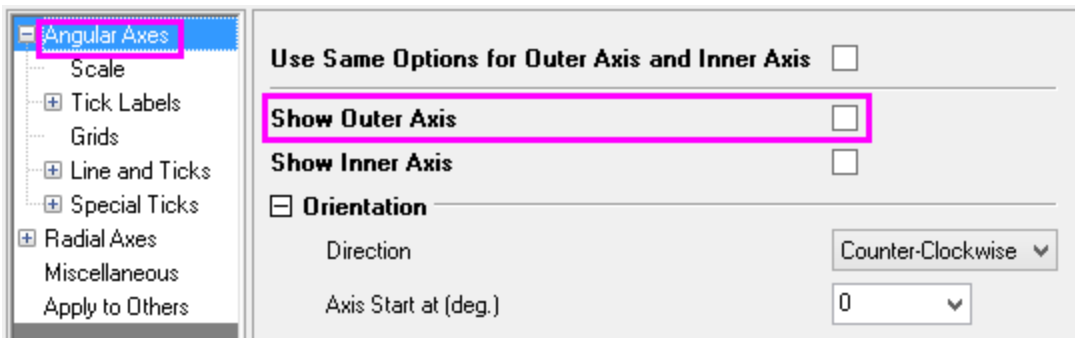 Angular Axes
Scale
Tick Labels
Grids
Line and Ticks
Special Ticks
Radial Axes
Miscellaneous
Apply to Others
Use Same Options for Outer Axis and Inner Axis
Show Outer Axis
Show Inner Axis
Orientation
Direction Counter-Clockwise
Axis Start at (deg.) 0